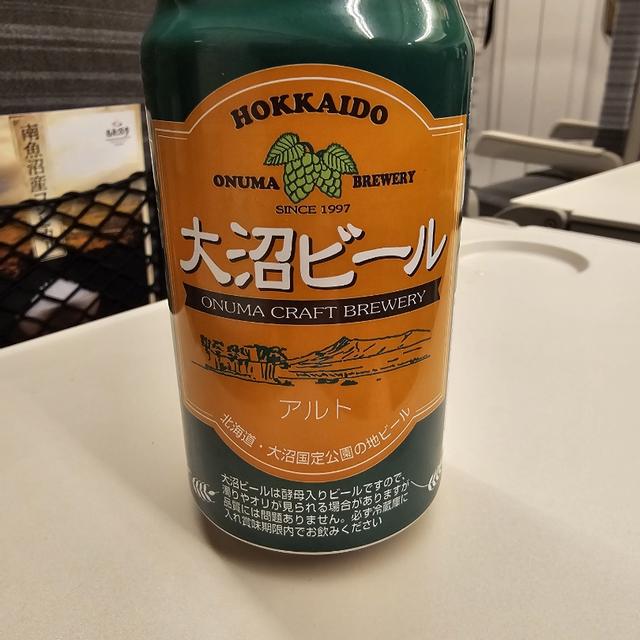 HOKKAIDO
ONUMA BREWERY
SINCE 1997
大沼ビール
ONUMA CRAFT BREWERY
アルト
北海道・大沼国定公園の地ビール
大沼ビールは酵母入りビールですので、
濁りやオリが見られる場合がありますが
品質には問題ありません。必ず冷蔵庫に
入れ賞味期限内でお飲みください
南魚沼産コ